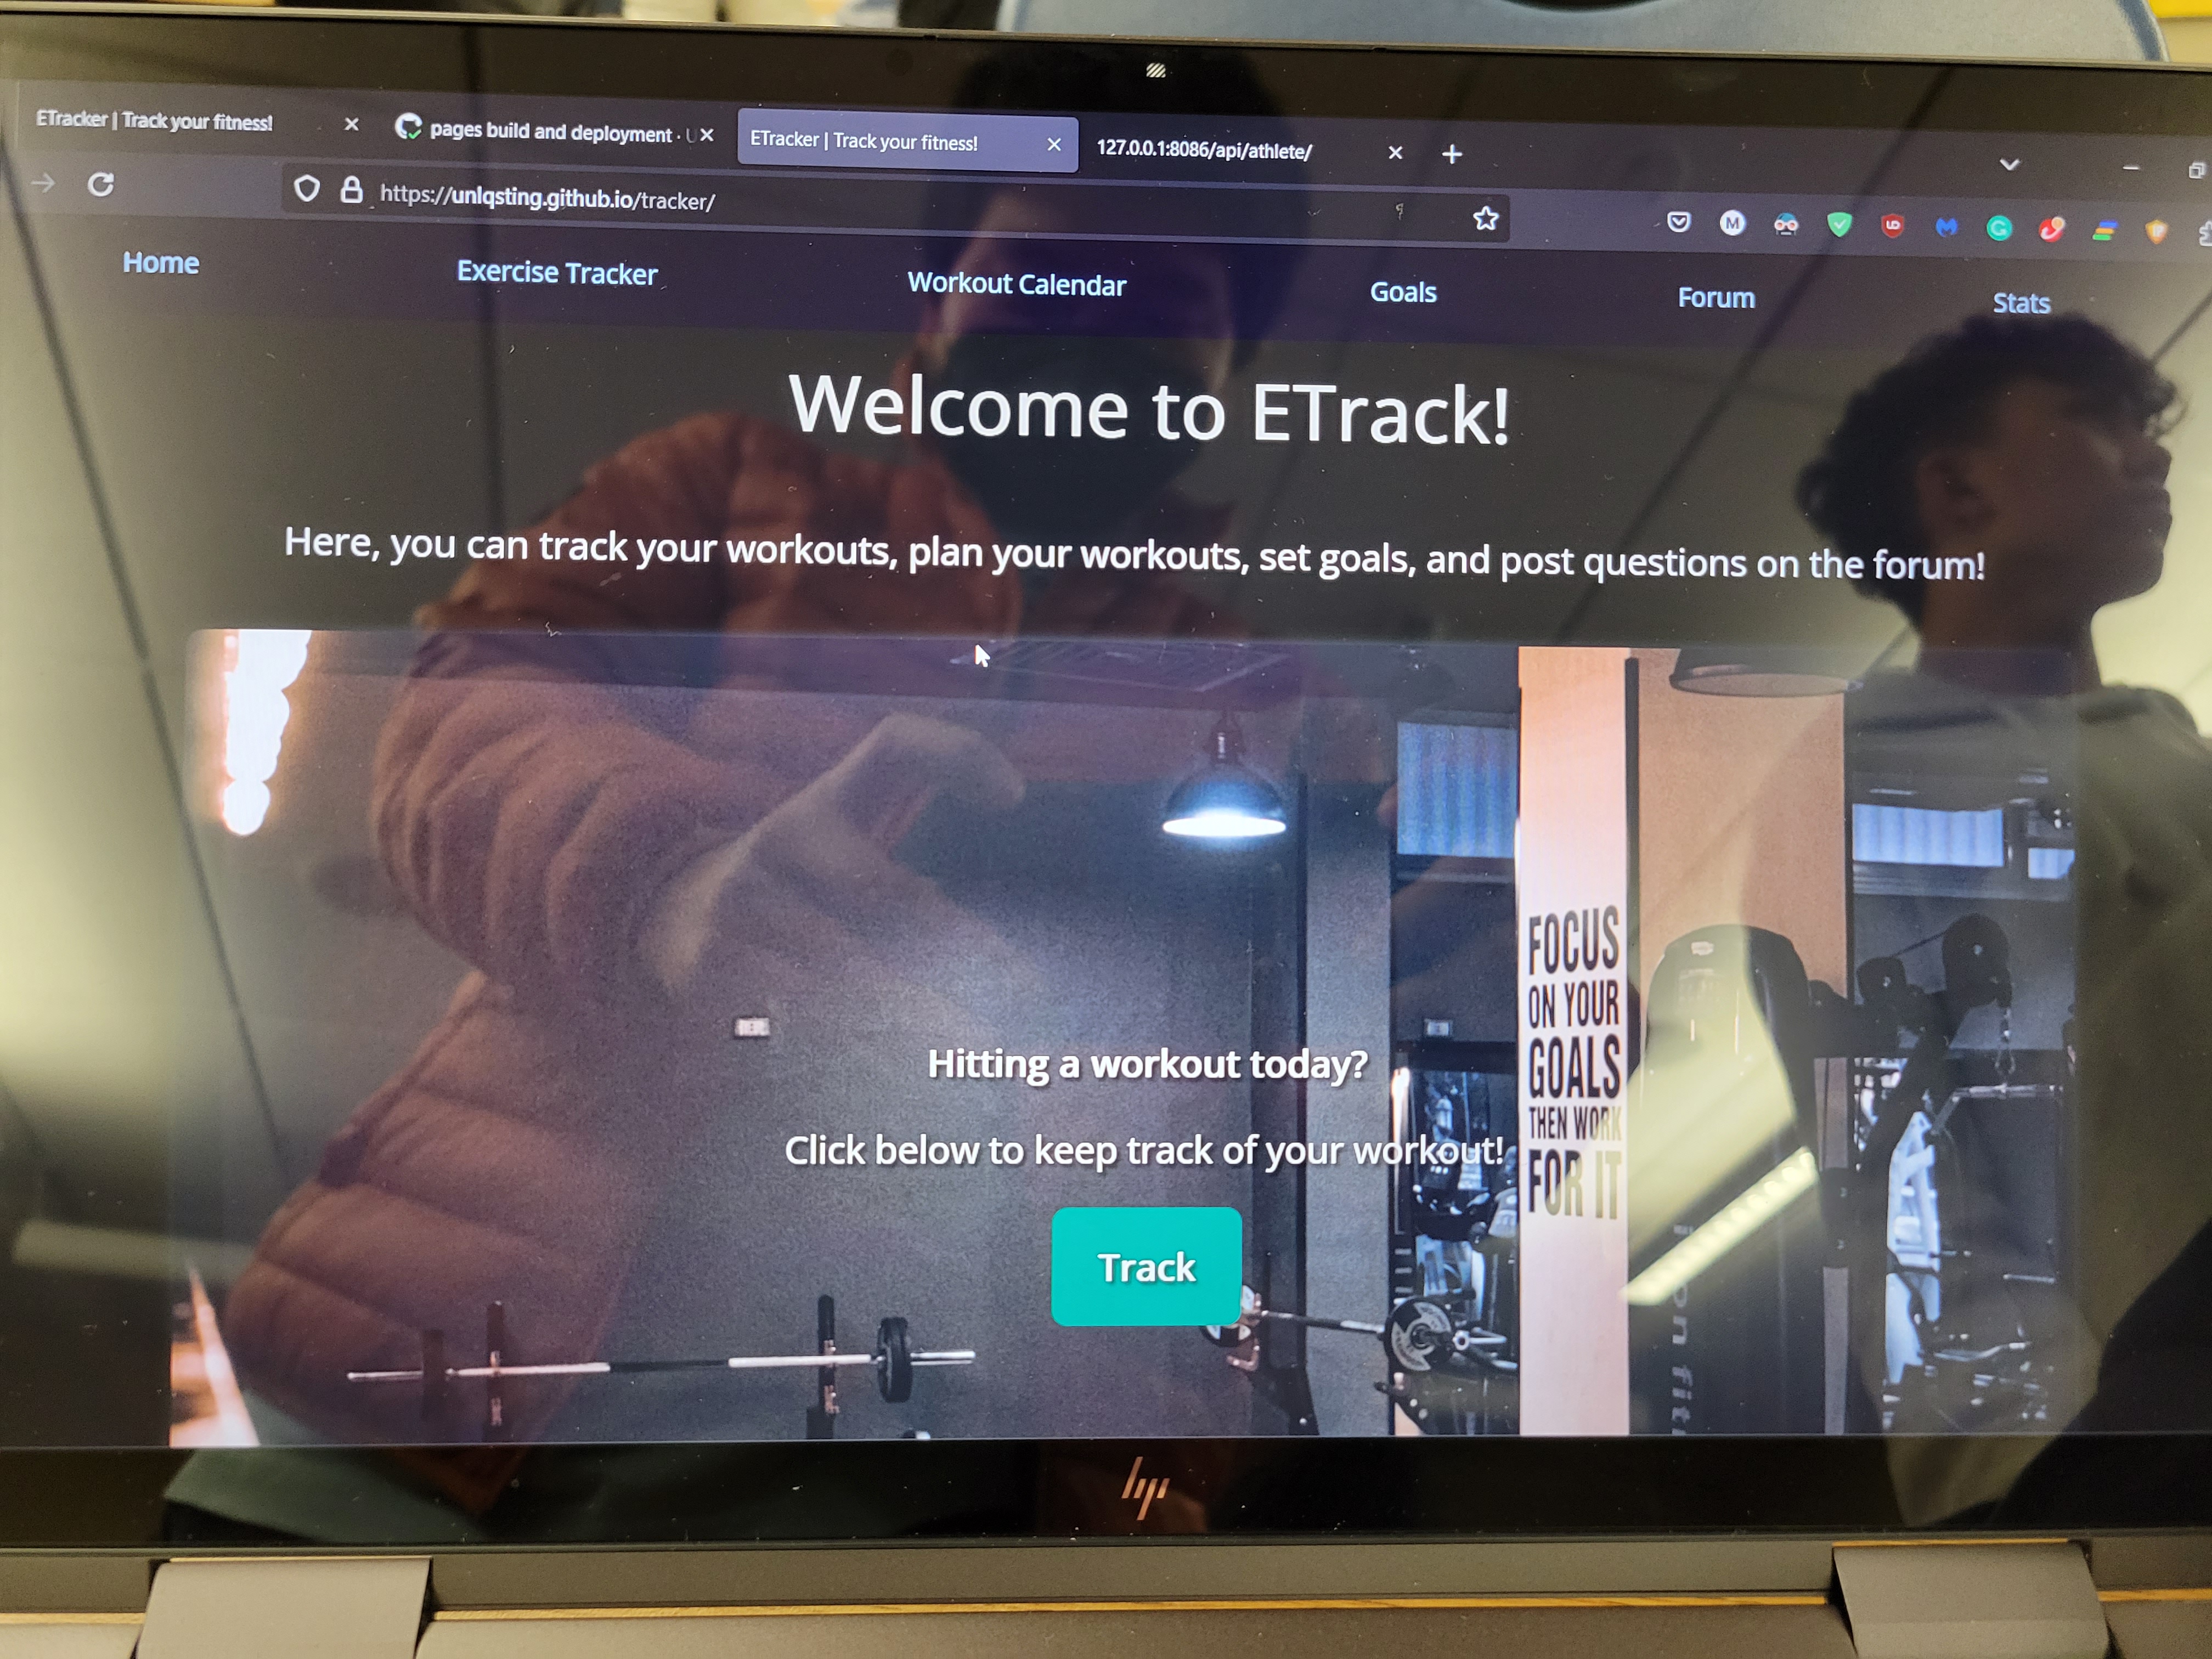 ETracker | Track your fitness!
pages build and deployment ·
ETracker | Track your fitness!
127.0.0.1:8086/api/athlete/
https://unlqsting.github.io/tracker/
Home
Exercise Tracker
Workout Calendar
Goals
Forum
Stats
Welcome to ETrack!
Here, you can track your workouts, plan your workouts, set goals, and post questions on the forum!
FOCUS
ON YOUR
GOALS
THEN WORK
FOR IT
Hitting a workout today?
Click below to keep track of your workout!
Track
hp